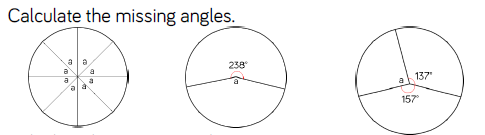 Calculate the missing angles.
a a
a a
a a
a a
238°
a
a 137°
157°